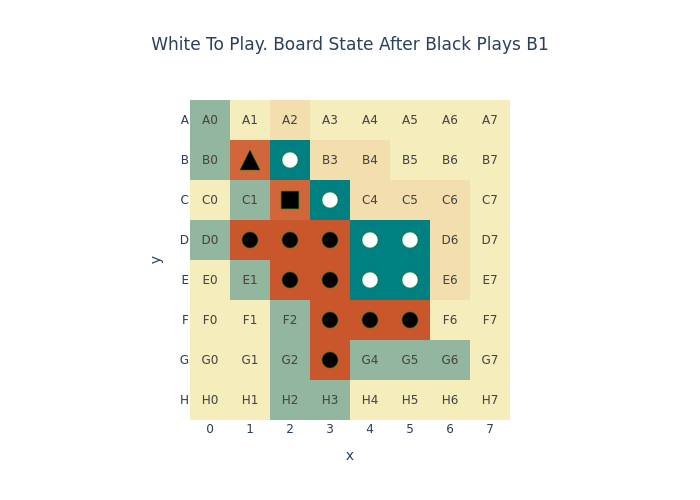 White To Play. Board State After Black Plays B1
A A0 A1 A2 A3 A4 A5 A6 A7
B B0 B3 B4 B5 B6 B7
C C0 C1 C4 C5 C6 C7
D D0 D6 D7
y
E E0 E1 E6 E7
F F0 F1 F2 F6 F7
G G0 G1 G2 G4 G5 G6 G7
H H0 H1 H2 H3 H4 H5 H6 H7
0 1 2 3 4 5 6 7
x